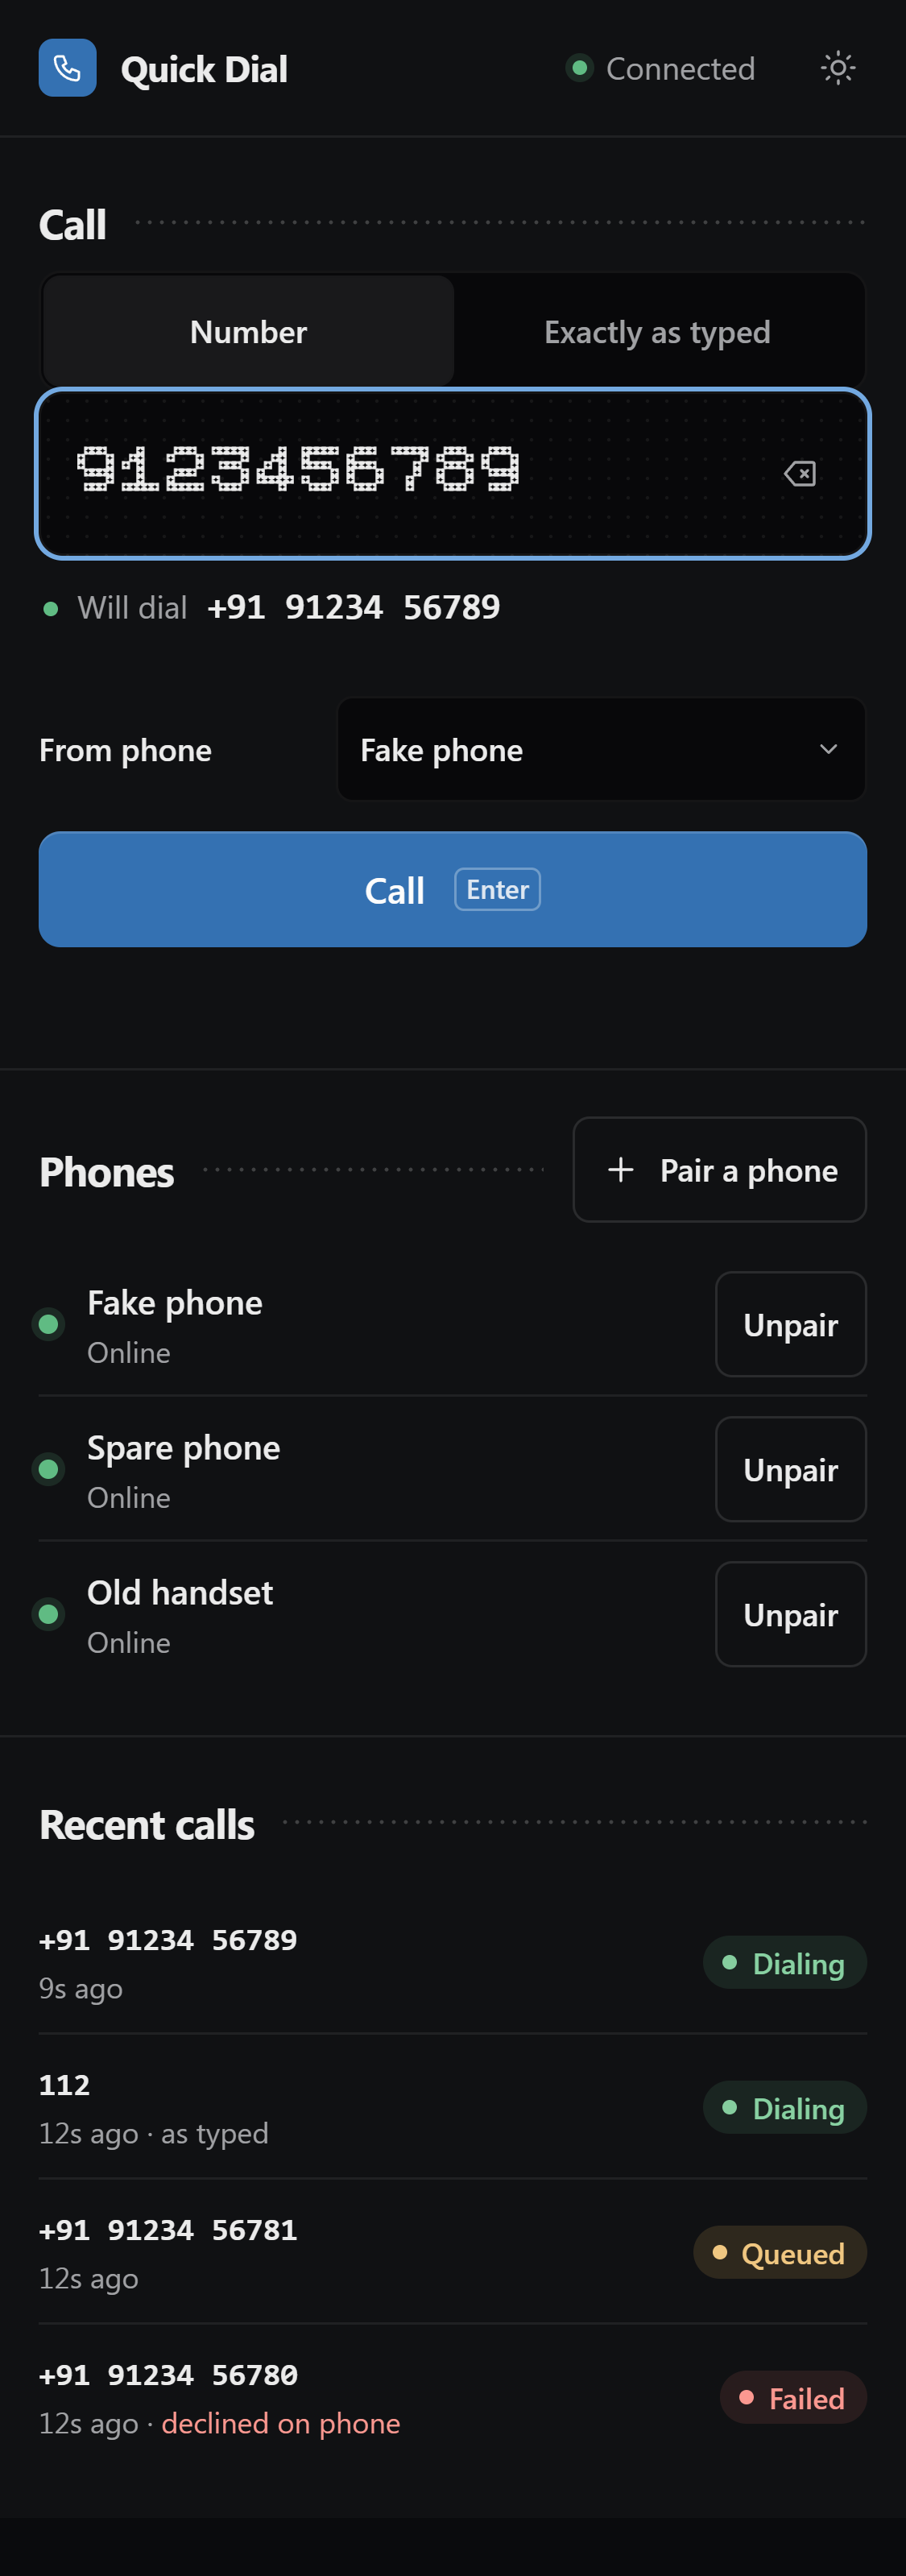 Quick Dial
Connected
Call
Number
Exactly as typed
9123456789
Will dial +91 91234 56789
From phone
Fake phone
Call Enter
Phones
Pair a phone
Fake phone
Online
Unpair
Spare phone
Online
Unpair
Old handset
Online
Unpair
Recent calls
+91 91234 56789
9s ago
Dialing
112
12s ago · as typed
Dialing
+91 91234 56781
12s ago
Queued
+91 91234 56780
12s ago · declined on phone
Failed